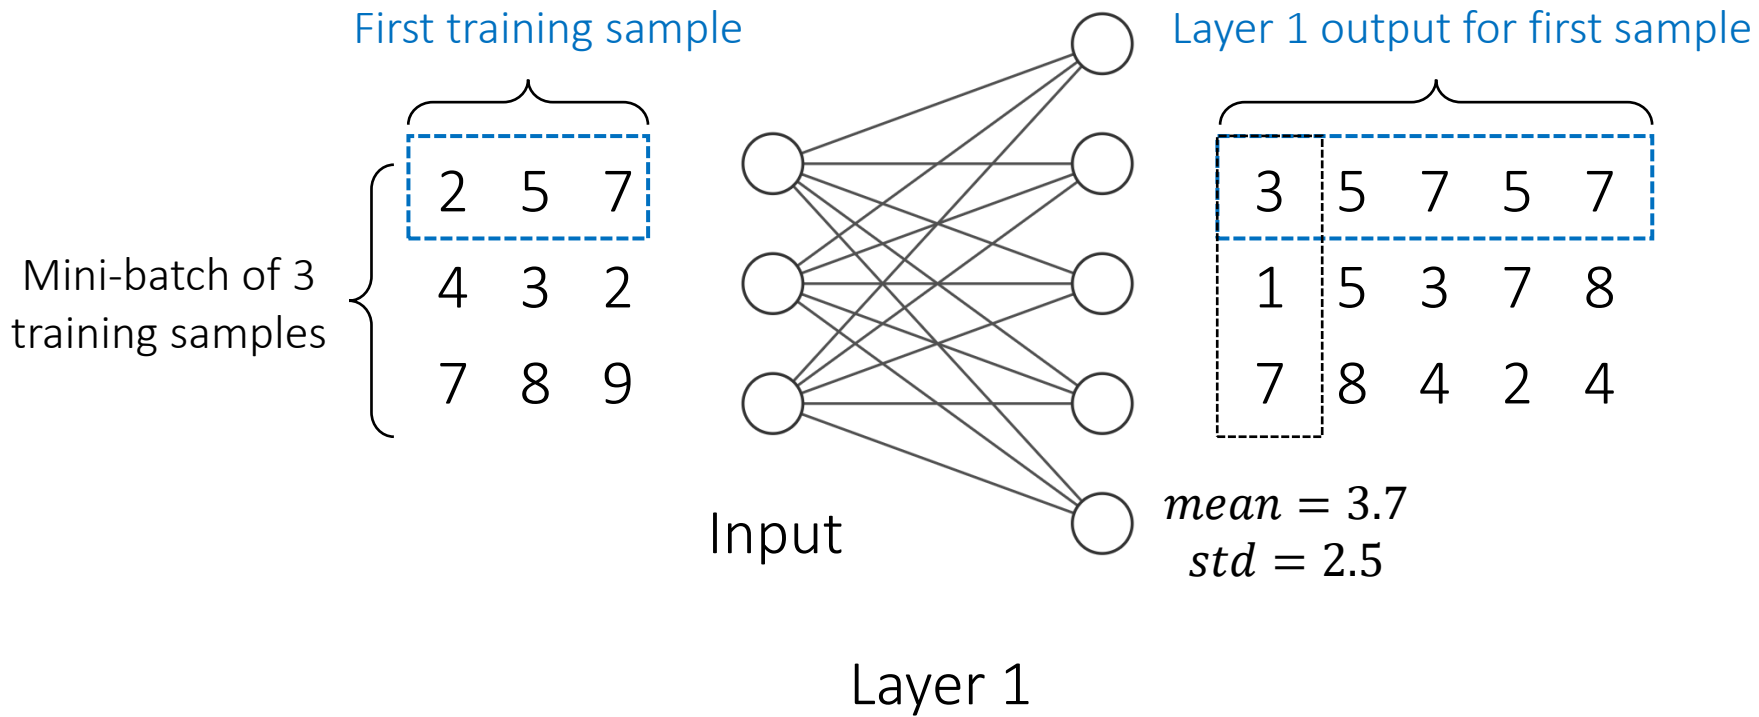 First training sample
Layer 1 output for first sample
Mini-batch of 3
training samples
2 5 7
4 3 2
7 8 9
3 5 7 5 7
1 5 3 7 8
7 8 4 2 4
Input
mean = 3.7
std = 2.5
Layer 1